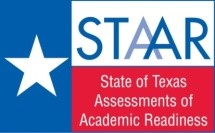 STAAR
State of Texas
Assessments of
Academic Readiness